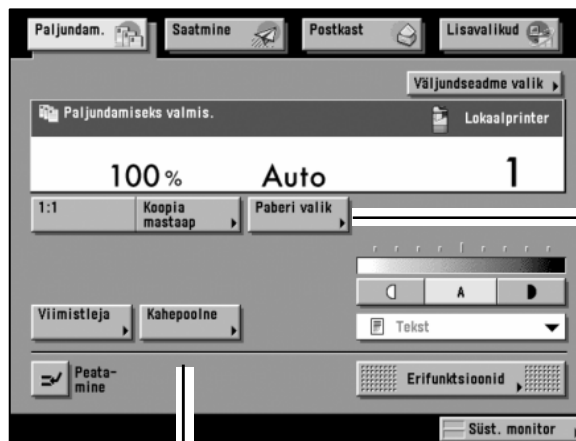 Paljundam.
Saatmine
Postkast
Lisavalikud
Väljundseadme valik
Paljundamiseks valmis.
Lokaalprinter
100 % Auto 1
1:1
Koopia
mastaap
Paberi valik
A
Viimistleja
Kahepoolne
Tekst
Peata-
mine
Erifunktsioonid
Süst. monitor